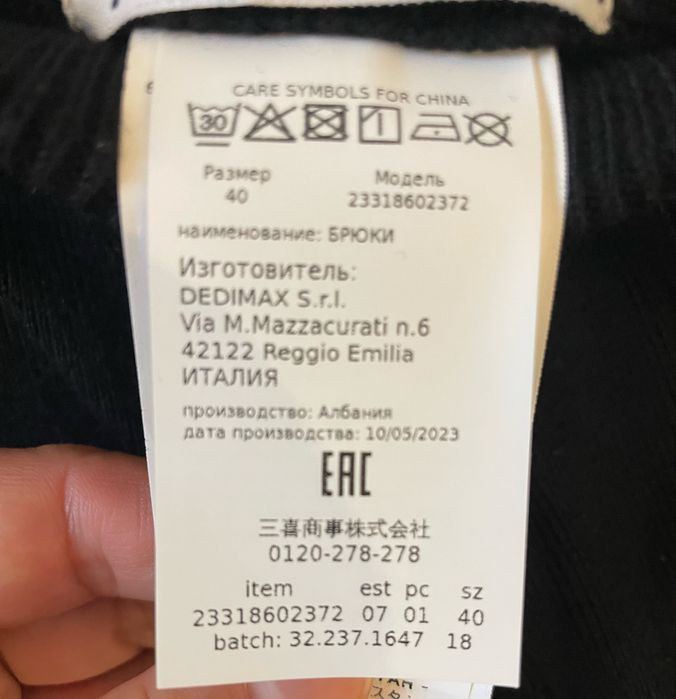 CARE SYMBOLS FOR CHINA
30
Размер Модель
40 23318602372
наименование: БРЮКИ
Изготовитель:
DEDIMAX S.r.l.
Via M.Mazzacurati n.6
42122 Reggio Emilia
ИТАЛИЯ
производство: Албания
дата производства: 10/05/2023
EAC
三喜商事株式会社
0120-278-278
item est pc sz
23318602372 07 01 40
batch: 32.237.1647 18